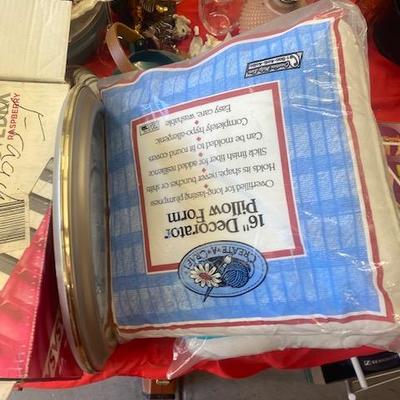 CREATE-A-CRAFT
16" Decorator
Pillow Form
Overfilled for long-lasting plumpness
Holds its shape, never bunches or shifts
Slick finish fiber for added resilience
Can be molded to fit round covers
Completely hypo-allergenic
Easy care, washable
RASPBERRY